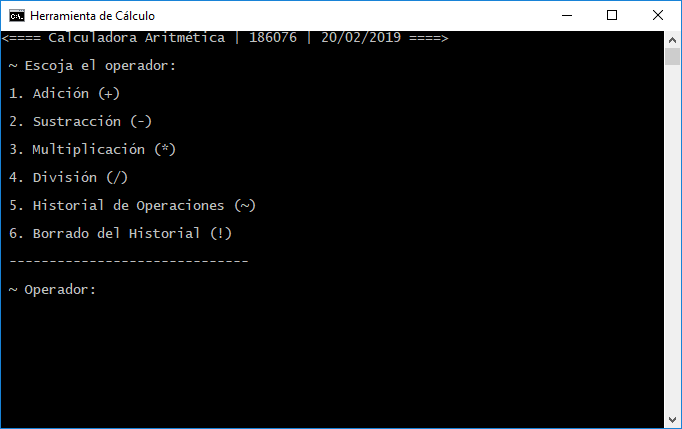 Herramienta de Cálculo
<==== Calculadora Aritmética | 186076 | 20/02/2019 ====>
~ Escoja el operador:
1. Adición (+)
2. Sustracción (-)
3. Multiplicación (*)
4. División (/)
5. Historial de Operaciones (~)
6. Borrado del Historial (!)
------------------------------
~ Operador: